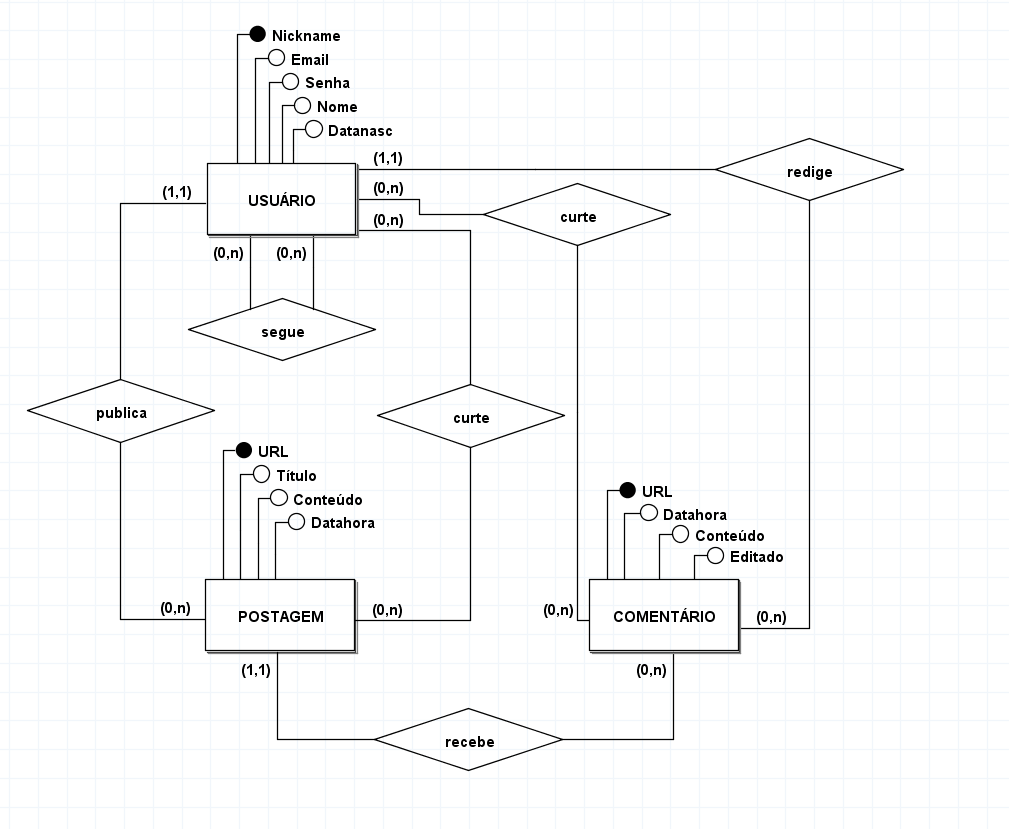 Nickname
Email
Senha
Nome
Datanasc
(1,1)
redige
(1,1)
USUÁRIO
(0,n)
curte
(0,n)
(0,n)
(0,n)
segue
publica
curte
URL
Título
Conteúdo
Datahora
URL
Datahora
Conteúdo
Editado
(0,n)
POSTAGEM
(0,n)
(0,n)
COMENTÁRIO
(0,n)
(1,1)
(0,n)
recebe